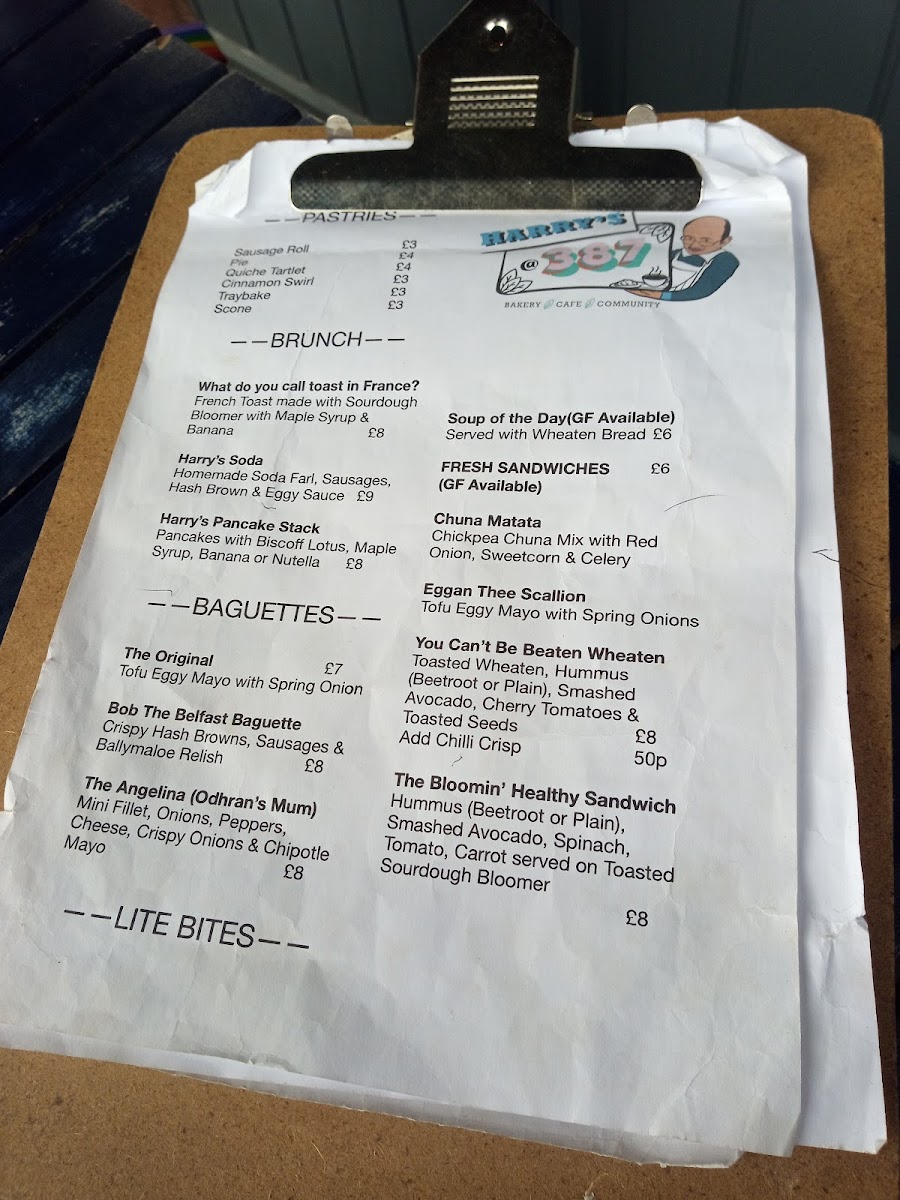 ——PASTRIES——
Sausage Roll £3
Pie £4
Quiche Tartlet £4
Cinnamon Swirl £3
Traybake £3
Scone £3
HARRY'S
@387
BAKERY CAFE COMMUNITY
——BRUNCH——
What do you call toast in France?
French Toast made with Sourdough
Bloomer with Maple Syrup &
Banana £8
Harry's Soda
Homemade Soda Farl, Sausages,
Hash Brown & Eggy Sauce £9
Harry's Pancake Stack
Pancakes with Biscoff Lotus, Maple
Syrup, Banana or Nutella £8
——BAGUETTES——
The Original £7
Tofu Eggy Mayo with Spring Onion
Bob The Belfast Baguette
Crispy Hash Browns, Sausages &
Ballymaloe Relish £8
The Angelina (Odhran's Mum)
Mini Fillet, Onions, Peppers,
Cheese, Crispy Onions & Chipotle
Mayo £8
——LITE BITES——
Soup of the Day(GF Available)
Served with Wheaten Bread £6
FRESH SANDWICHES £6
(GF Available)
Chuna Matata
Chickpea Chuna Mix with Red
Onion, Sweetcorn & Celery
Eggan Thee Scallion
Tofu Eggy Mayo with Spring Onions
You Can't Be Beaten Wheaten
Toasted Wheaten, Hummus
(Beetroot or Plain), Smashed
Avocado, Cherry Tomatoes &
Toasted Seeds £8
Add Chilli Crisp 50p
The Bloomin' Healthy Sandwich
Hummus (Beetroot or Plain),
Smashed Avocado, Spinach,
Tomato, Carrot served on Toasted
Sourdough Bloomer
£8